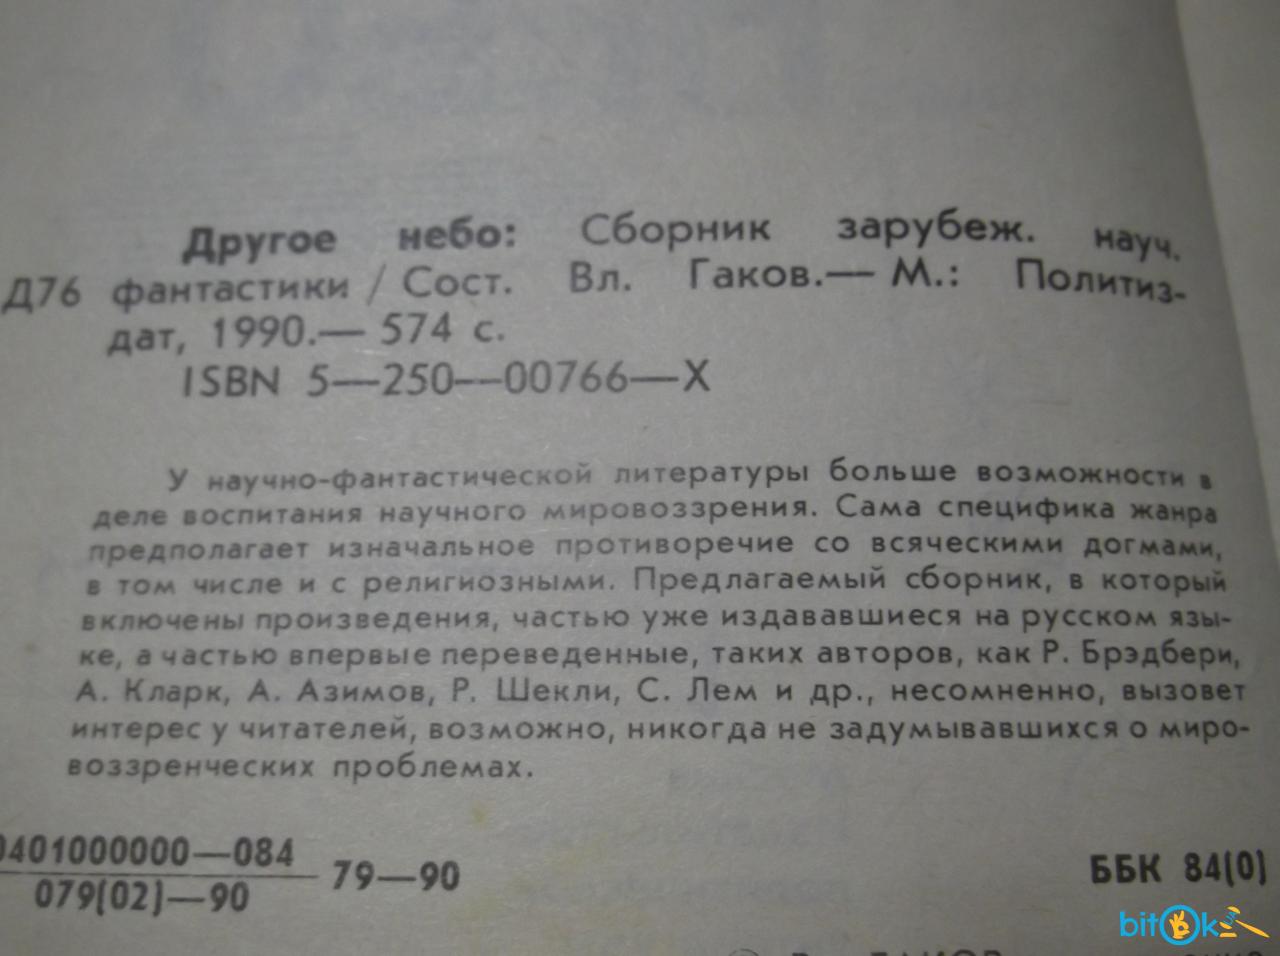 Другое небо: Сборник зарубеж. науч.
Д76 фантастики / Сост. Вл. Гаков.— М.: Политиз-
дат, 1990.— 574 с.
ISBN 5—250—00766—X
У научно-фантастической литературы больше возможности в
деле воспитания научного мировоззрения. Сама специфика жанра
предполагает изначальное противоречие со всяческими догмами,
в том числе и с религиозными. Предлагаемый сборник, в который
включены произведения, частью уже издававшиеся на русском язы-
ке, а частью впервые переведенные, таких авторов, как Р. Брэдбери,
А. Кларк, А. Азимов, Р. Шекли, С. Лем и др., несомненно, вызовет
интерес у читателей, возможно, никогда не задумывавшихся о миро-
воззренческих проблемах.
0401000000—084
079(02)—90
79—90
ББК 84(0)
bitOk